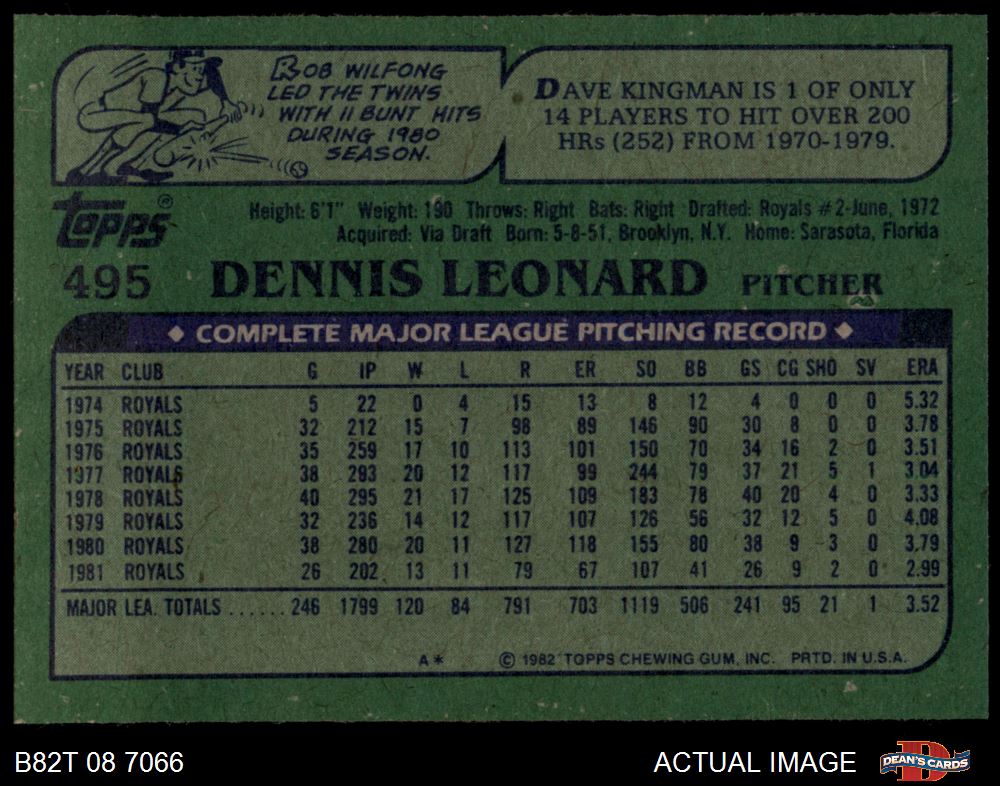 ROB WILFONG
LED THE TWINS
WITH 11 BUNT HITS
DURING 1980
SEASON.
DAVE KINGMAN IS 1 OF ONLY
14 PLAYERS TO HIT OVER 200
HRs (252) FROM 1970-1979.
topps®
Height: 6'1" Weight: 190 Throws: Right Bats: Right Drafted: Royals #2-June, 1972
Acquired: Via Draft Born: 5-8-51, Brooklyn, N.Y. Home: Sarasota, Florida
495 DENNIS LEONARD PITCHER
◆ COMPLETE MAJOR LEAGUE PITCHING RECORD ◆
YEAR CLUB G IP W L R ER SO BB GS CG SHO SV ERA
1974 ROYALS 5 22 0 4 15 13 8 12 4 0 0 0 5.32
1975 ROYALS 32 212 15 7 98 89 146 90 30 8 0 0 3.78
1976 ROYALS 35 259 17 10 113 101 150 70 34 16 2 0 3.51
1977 ROYALS 38 293 20 12 117 99 244 79 37 21 5 1 3.04
1978 ROYALS 40 295 21 17 125 109 183 78 40 20 4 0 3.33
1979 ROYALS 32 236 14 12 117 107 126 56 32 12 5 0 4.08
1980 ROYALS 38 280 20 11 127 118 155 80 38 9 3 0 3.79
1981 ROYALS 26 202 13 11 79 67 107 41 26 9 2 0 2.99
MAJOR LEA. TOTALS ...... 246 1799 120 84 791 703 1119 506 241 95 21 1 3.52
A* © 1982 TOPPS CHEWING GUM, INC. PRTD. IN U.S.A.
B82T 08 7066 ACTUAL IMAGE D DEAN'S CARDS